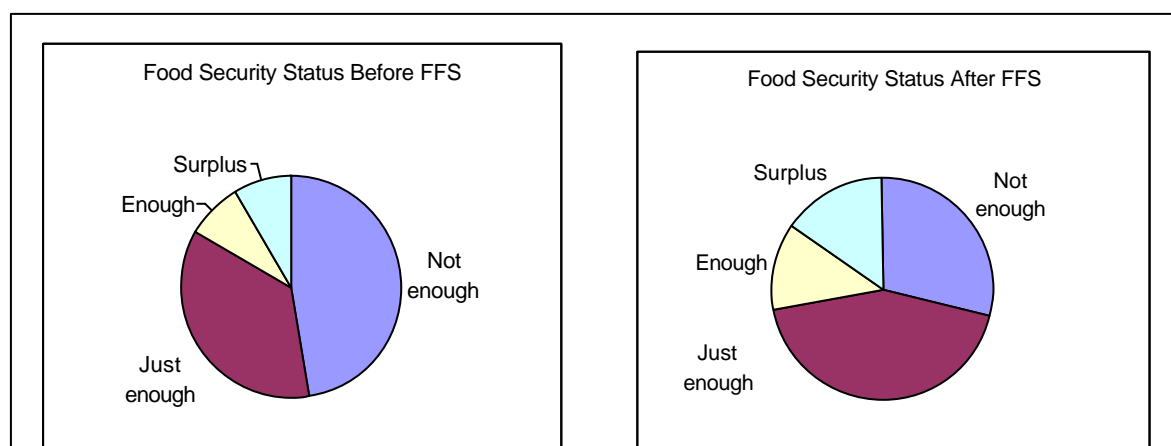 Food Security Status Before FFS
Surplus
Enough
Not
enough
Just
enough
Food Security Status After FFS
Surplus
Not
enough
Enough
Just
enough